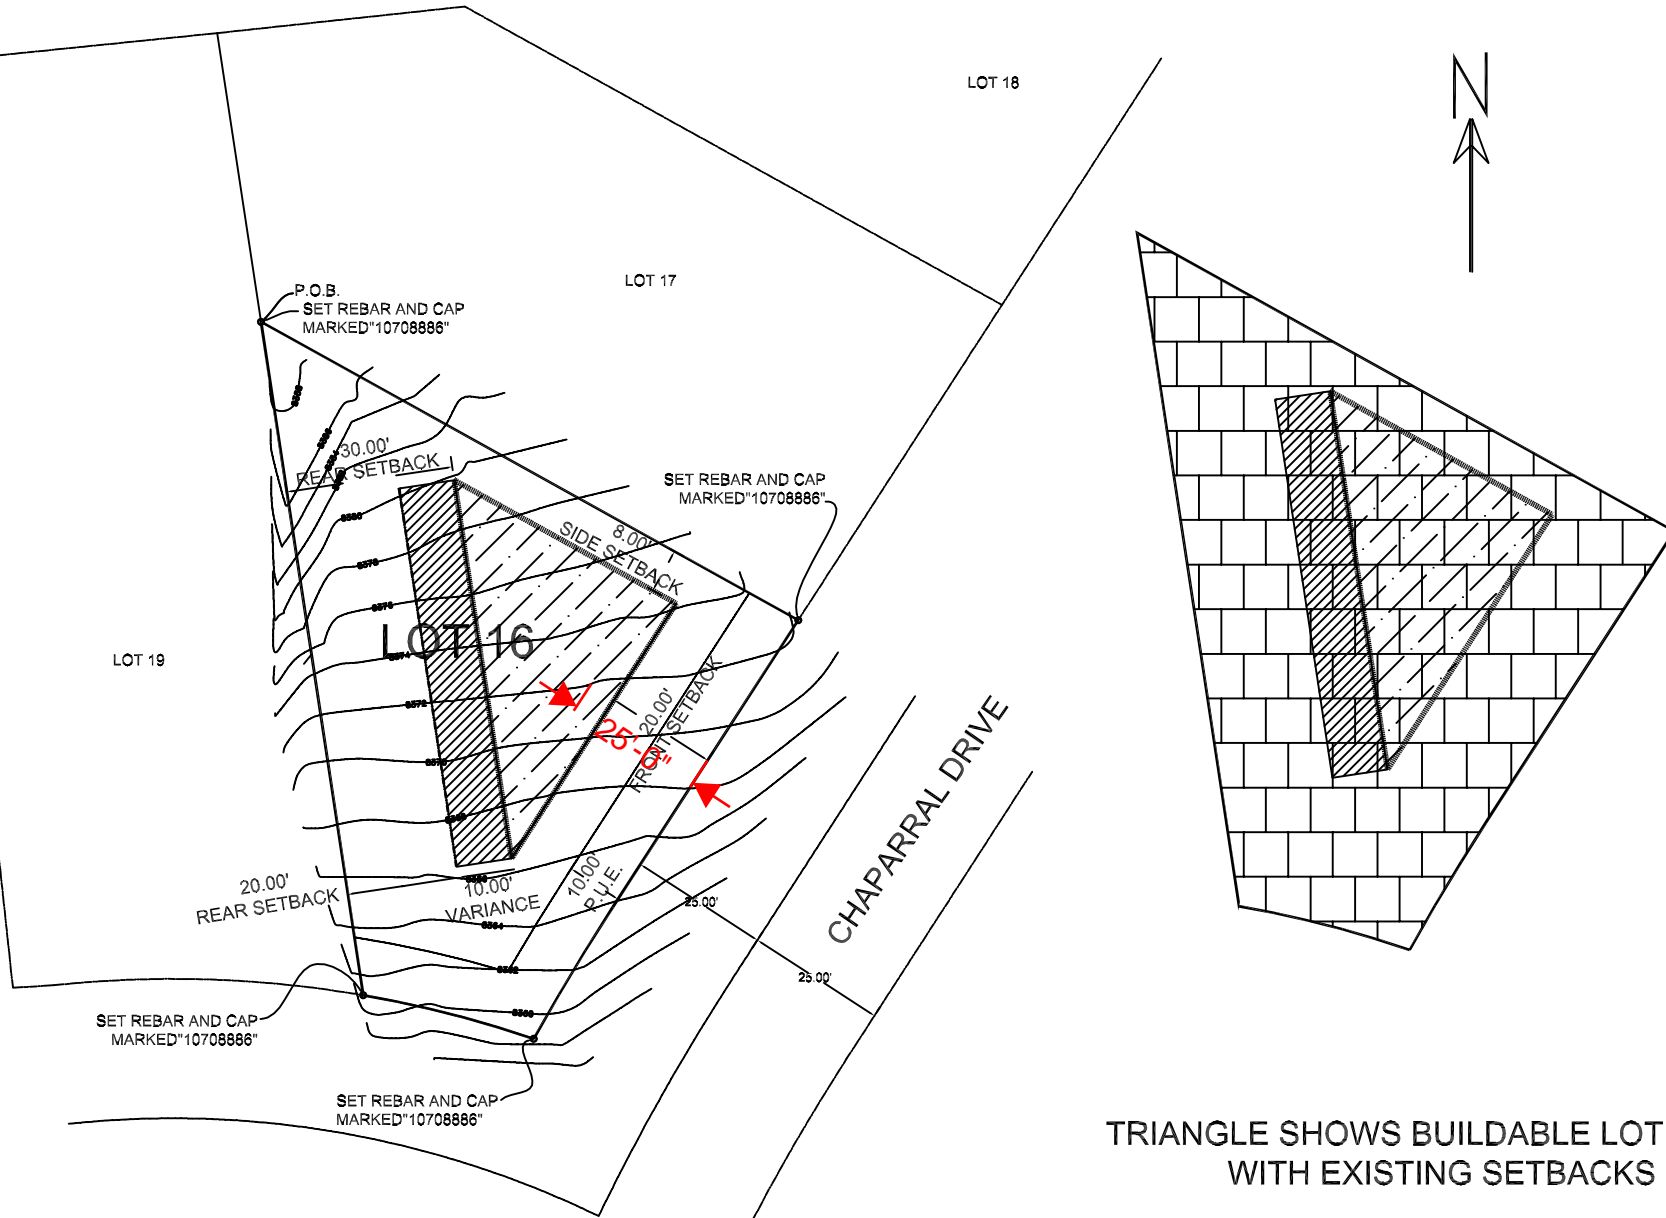 LOT 18
N
LOT 17
P.O.B.
SET REBAR AND CAP
MARKED"10708886"
30.00'
REAR SETBACK
SET REBAR AND CAP
MARKED"10708886"
8.00'
SIDE SETBACK
LOT 16
LOT 19
20.00'
FRONT SETBACK
25'-6"
CHAPARRAL DRIVE
20.00'
REAR SETBACK
10.00'
VARIANCE
10.00'
P.U.E.
25.00'
25.00'
SET REBAR AND CAP
MARKED"10708886"
SET REBAR AND CAP
MARKED"10708886"
TRIANGLE SHOWS BUILDABLE LOT
WITH EXISTING SETBACKS